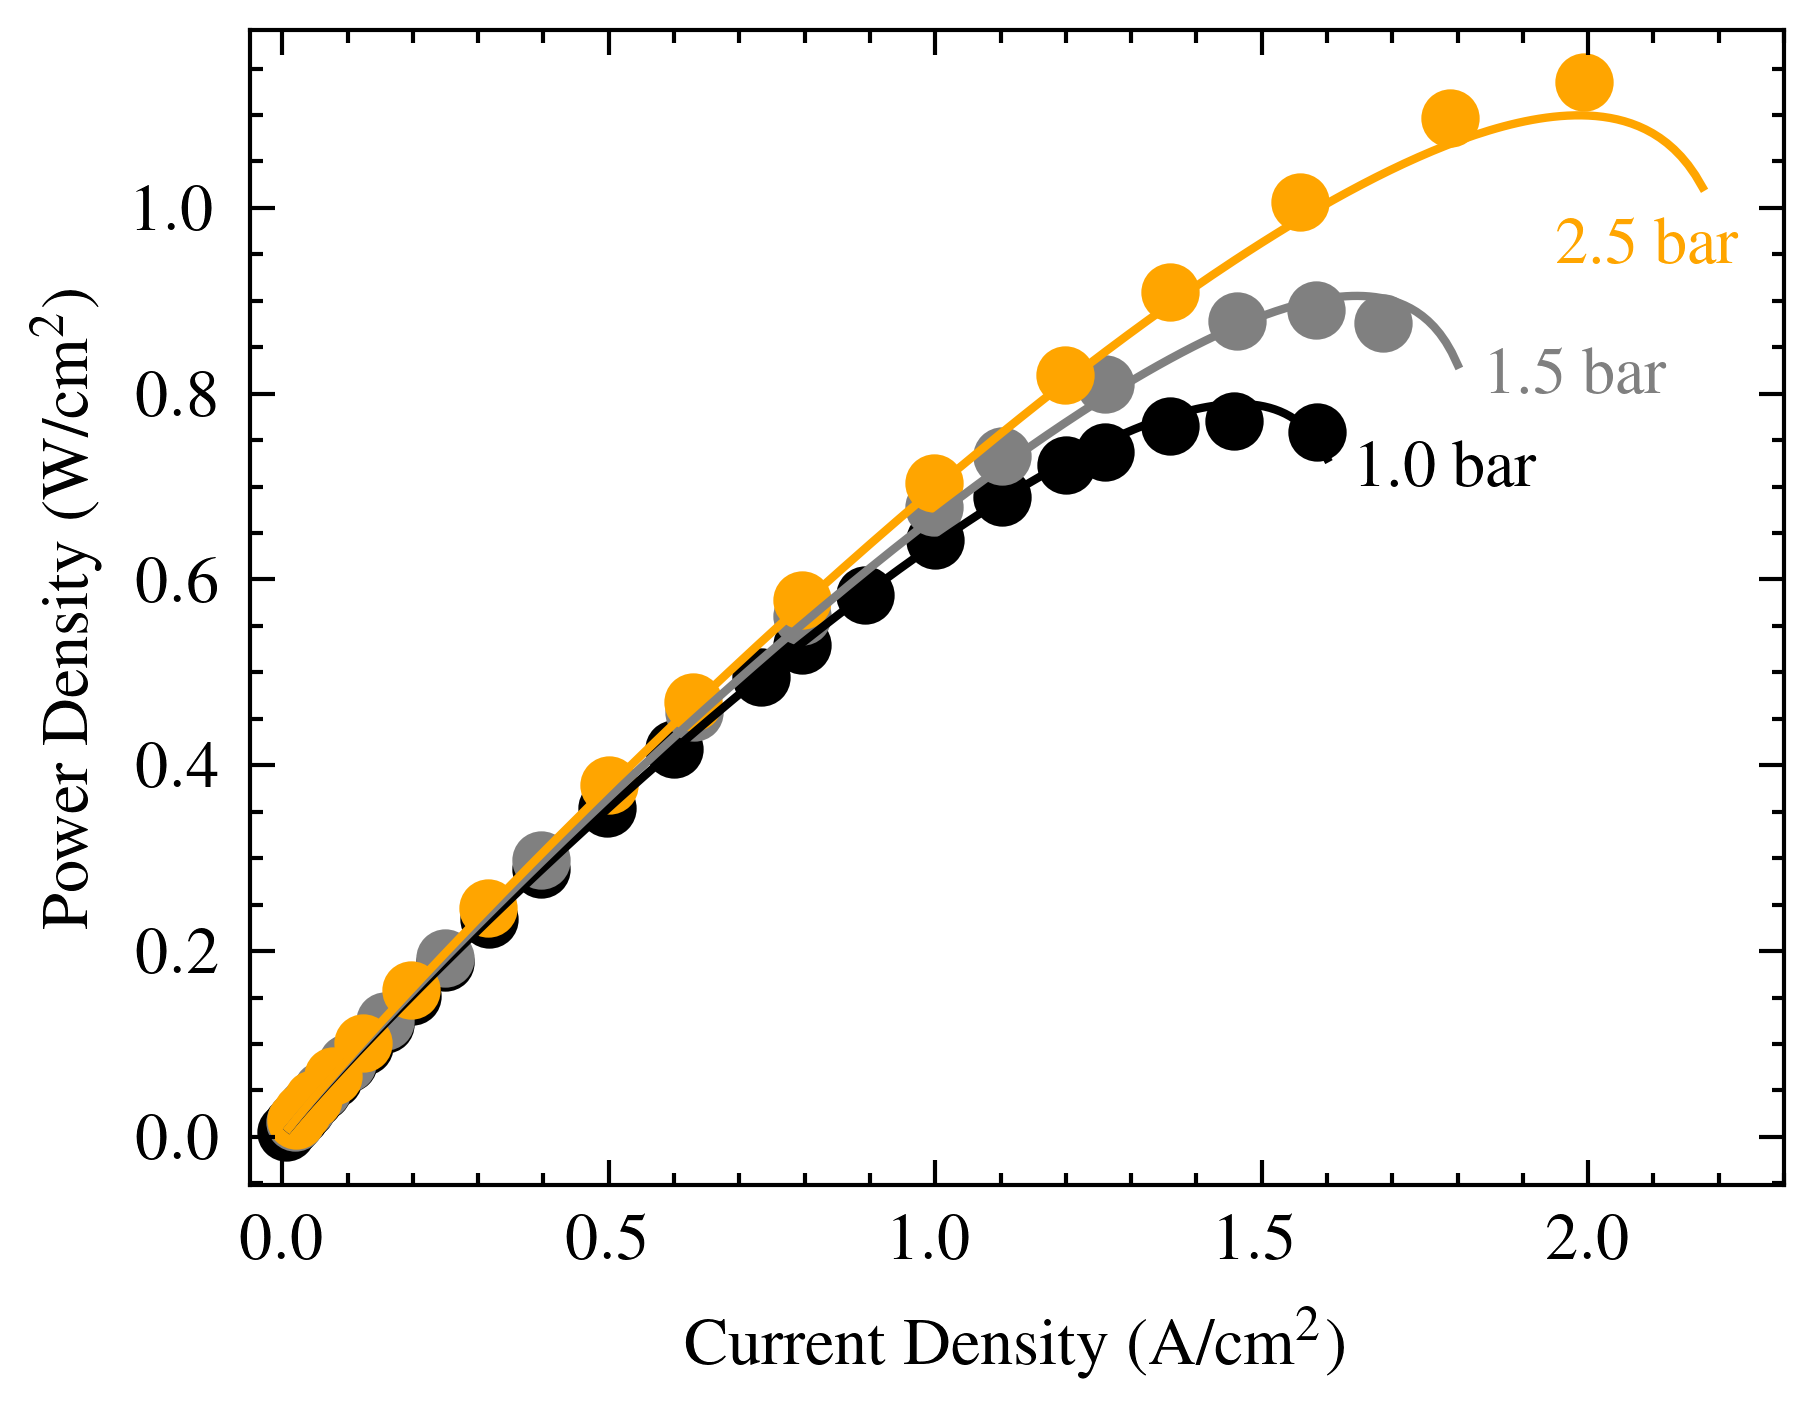 Power Density (W/cm²)
1.0
0.8
0.6
0.4
0.2
0.0
2.5 bar
1.5 bar
1.0 bar
0.0 0.5 1.0 1.5 2.0
Current Density (A/cm²)